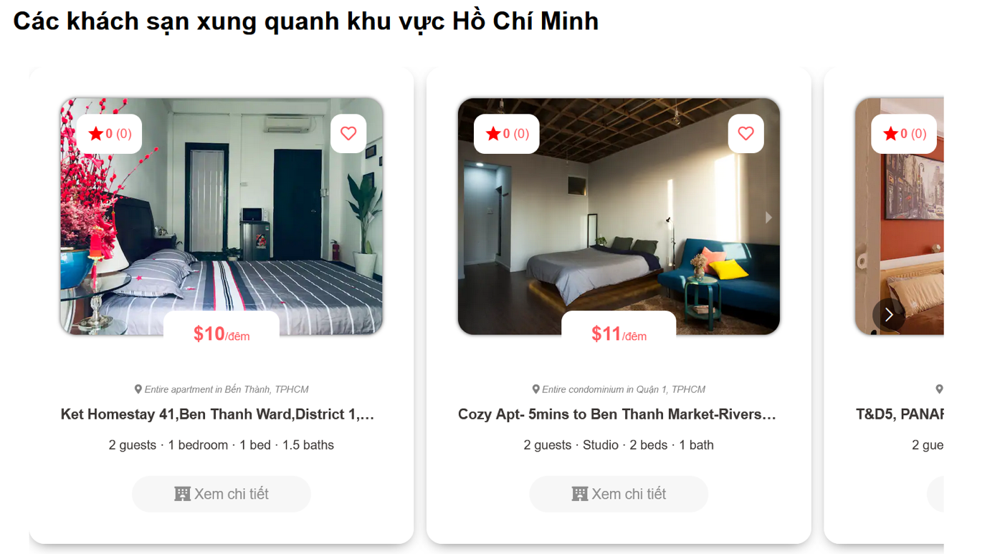 Các khách sạn xung quanh khu vực Hồ Chí Minh
0 (0)
0 (0)
0 (0)
$10/đêm
$11/đêm
Entire apartment in Bến Thành, TPHCM
Entire condominium in Quận 1, TPHCM
Ket Homestay 41,Ben Thanh Ward,District 1,...
Cozy Apt- 5mins to Ben Thanh Market-Rivers...
T&D5,
2 guests · 1 bedroom · 1 bed · 1.5 baths
2 guests · Studio · 2 beds · 1 bath
2 gue
Xem chi tiết
Xem chi tiết